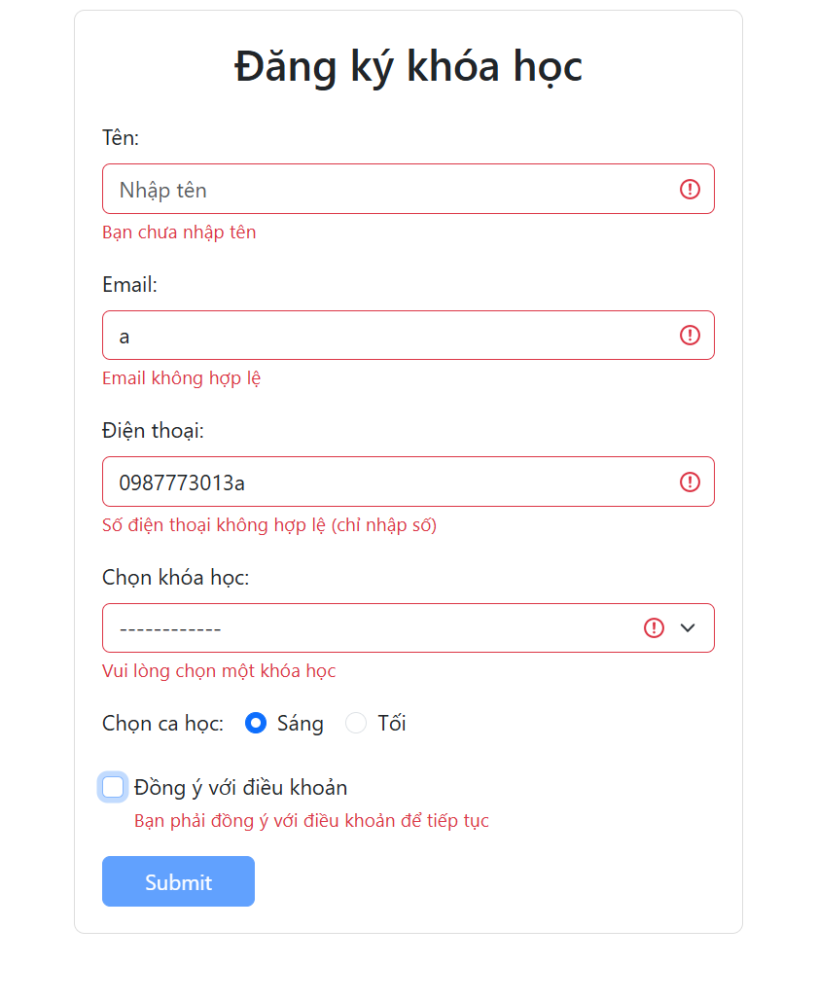 Đăng ký khóa học
Tên:
Nhập tên
Bạn chưa nhập tên
Email:
a
Email không hợp lệ
Điện thoại:
0987773013a
Số điện thoại không hợp lệ (chỉ nhập số)
Chọn khóa học:
------------
Vui lòng chọn một khóa học
Chọn ca học: Sáng Tối
Đồng ý với điều khoản
Bạn phải đồng ý với điều khoản để tiếp tục
Submit